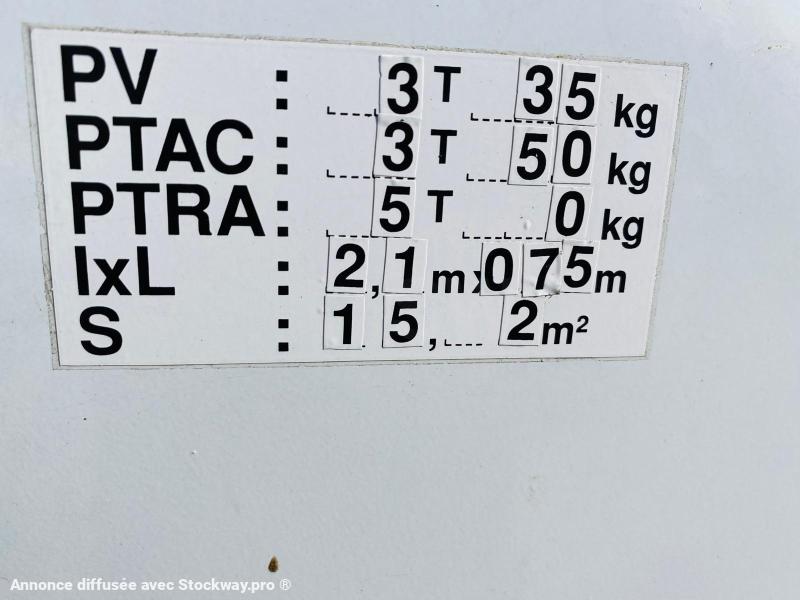 PV : 3 T 35 kg
PTAC : 3 T 50 kg
PTRA : 5 T 0 kg
IxL : 2,1 m x 075 m
S : 15, 2 m²
Annonce diffusée avec Stockway.pro ®